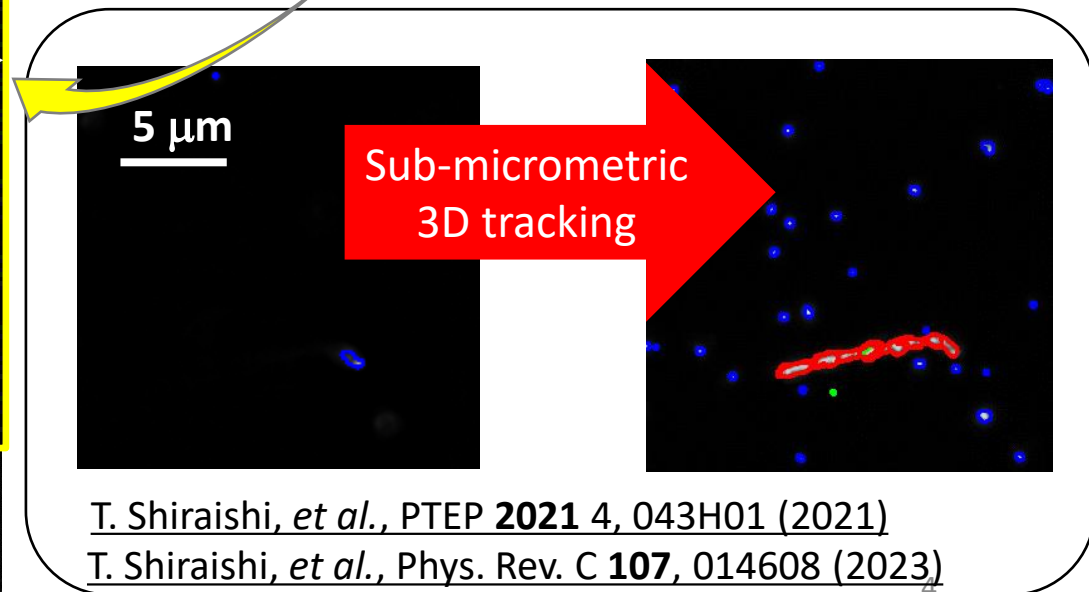 5 μm
Sub-micrometric
3D tracking
T. Shiraishi, et al., PTEP 2021 4, 043H01 (2021)
T. Shiraishi, et al., Phys. Rev. C 107, 014608 (2023)
4